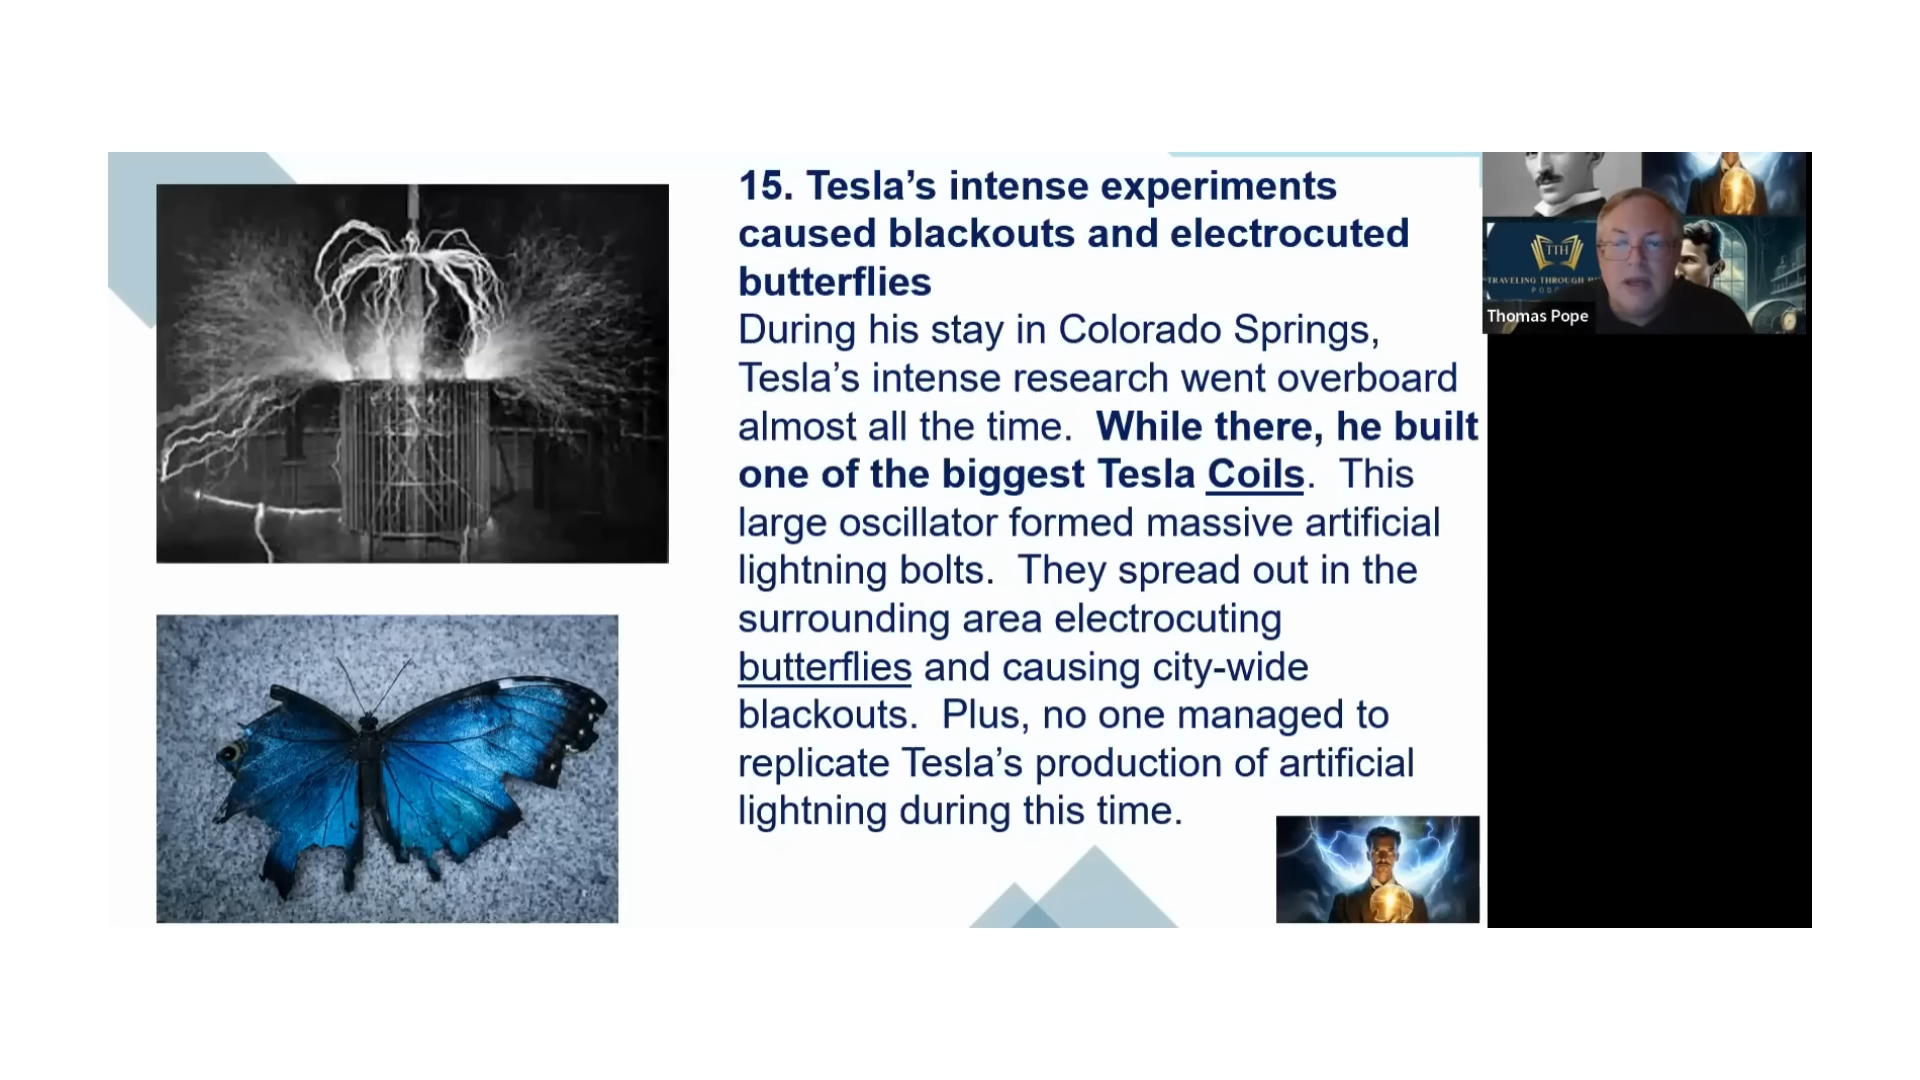 15. Tesla’s intense experiments
caused blackouts and electrocuted
butterflies
During his stay in Colorado Springs,
Tesla’s intense research went overboard
almost all the time. While there, he built
one of the biggest Tesla Coils. This
large oscillator formed massive artificial
lightning bolts. They spread out in the
surrounding area electrocuting
butterflies and causing city-wide
blackouts. Plus, no one managed to
replicate Tesla’s production of artificial
lightning during this time.
TTH
TRAVELING THROUGH
Thomas Pope